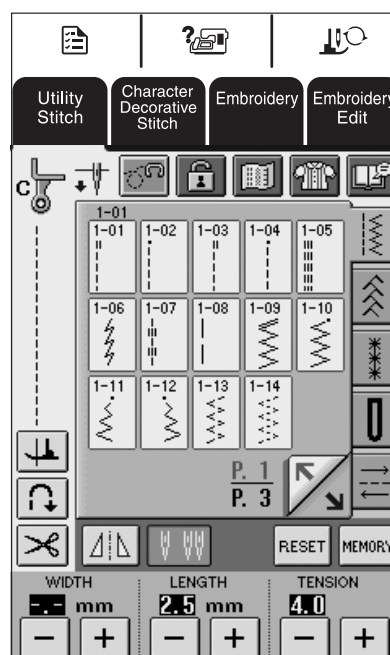 Utility
Stitch
Character
Decorative
Stitch
Embroidery
Embroidery
Edit
C
1-01
1-01 1-02 1-03 1-04 1-05
1-06 1-07 1-08 1-09 1-10
1-11 1-12 1-13 1-14
P. 1
P. 3
RESET MEMORY
WIDTH LENGTH TENSION
-.- mm 2.5 mm 4.0
− + − + − +